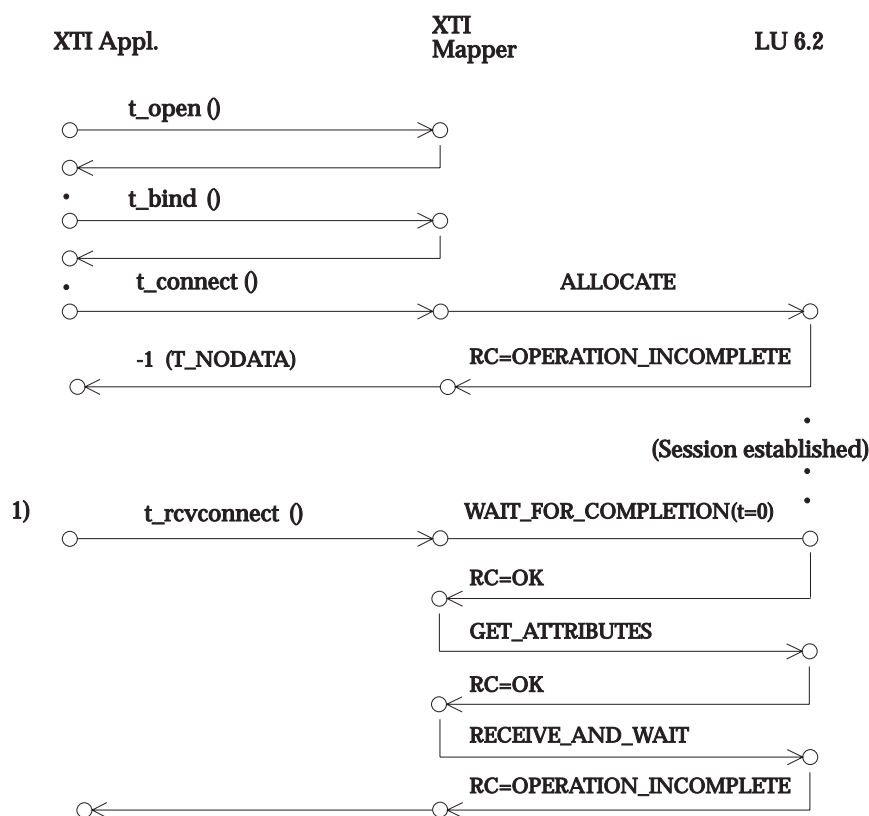 XTI Appl.
XTI
Mapper
LU 6.2
t_open ()
t_bind ()
t_connect ()
ALLOCATE
-1 (T_NODATA)
RC=OPERATION_INCOMPLETE
(Session established)
1)
t_rcvconnect ()
WAIT_FOR_COMPLETION(t=0)
RC=OK
GET_ATTRIBUTES
RC=OK
RECEIVE_AND_WAIT
RC=OPERATION_INCOMPLETE